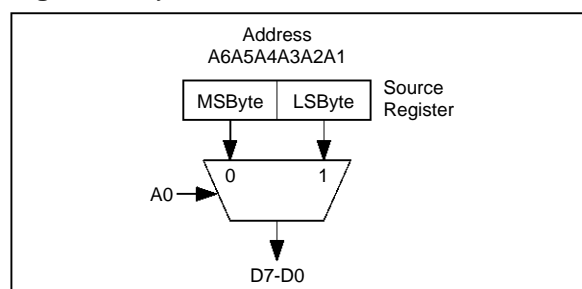 Address
A6A5A4A3A2A1
MSByte LSByte Source
Register
0 1
A0
D7-D0